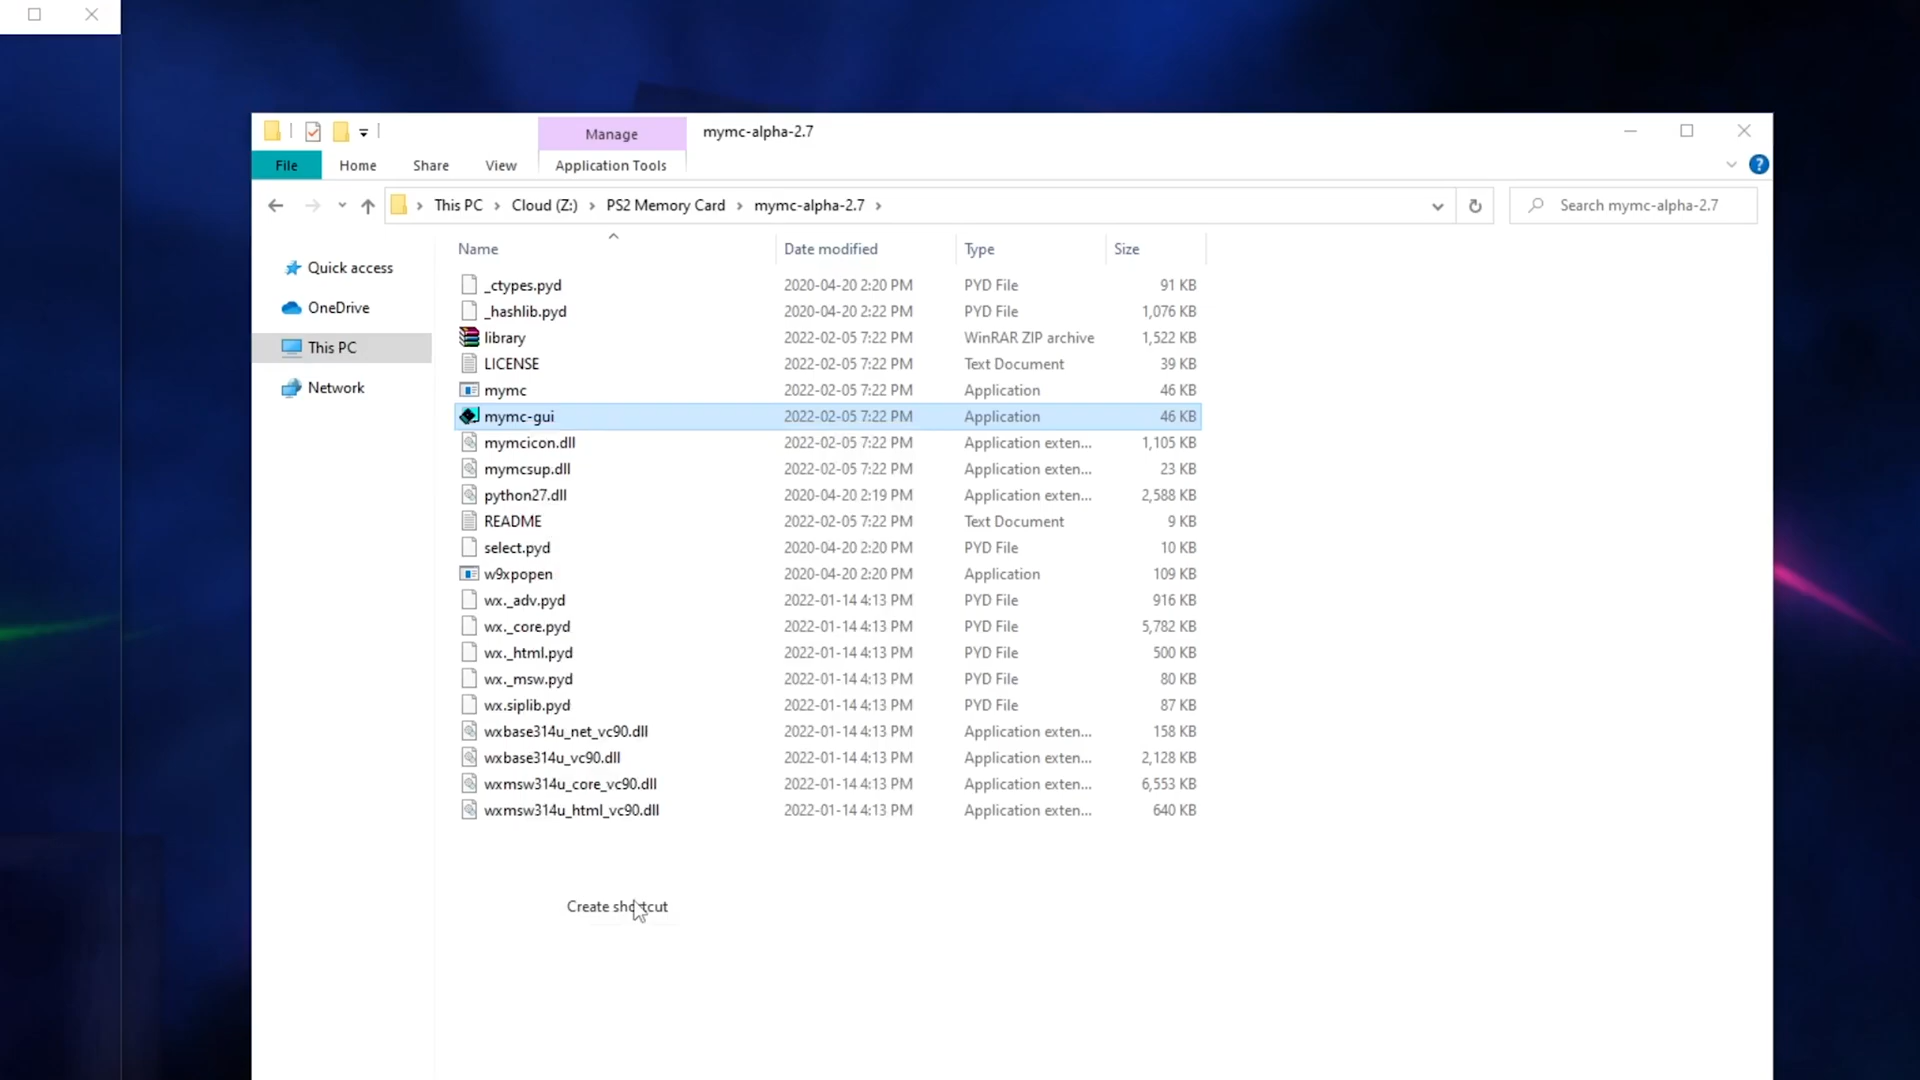 Manage
mymc-alpha-2.7
File Home Share View Application Tools
This PC Cloud (Z:) PS2 Memory Card mymc-alpha-2.7
Search mymc-alpha-2.7
Name Date modified Type Size
Quick access
OneDrive
This PC
Network
_ctypes.pyd 2020-04-20 2:20 PM PYD File 91 KB
_hashlib.pyd 2020-04-20 2:22 PM PYD File 1,076 KB
library 2022-02-05 7:22 PM WinRAR ZIP archive 1,522 KB
LICENSE 2022-02-05 7:22 PM Text Document 39 KB
mymc 2022-02-05 7:22 PM Application 46 KB
mymc-gui 2022-02-05 7:22 PM Application 46 KB
mymcicon.dll 2022-02-05 7:22 PM Application exten... 1,105 KB
mymcsup.dll 2022-02-05 7:22 PM Application exten... 23 KB
python27.dll 2020-04-20 2:19 PM Application exten... 2,588 KB
README 2022-02-05 7:22 PM Text Document 9 KB
select.pyd 2020-04-20 2:20 PM PYD File 10 KB
w9xpopen 2020-04-20 2:20 PM Application 109 KB
wx._adv.pyd 2022-01-14 4:13 PM PYD File 916 KB
wx._core.pyd 2022-01-14 4:13 PM PYD File 5,782 KB
wx._html.pyd 2022-01-14 4:13 PM PYD File 500 KB
wx._msw.pyd 2022-01-14 4:13 PM PYD File 80 KB
wx.siplib.pyd 2022-01-14 4:13 PM PYD File 87 KB
wxbase314u_net_vc90.dll 2022-01-14 4:13 PM Application exten... 158 KB
wxbase314u_vc90.dll 2022-01-14 4:13 PM Application exten... 2,128 KB
wxmsw314u_core_vc90.dll 2022-01-14 4:13 PM Application exten... 6,553 KB
wxmsw314u_html_vc90.dll 2022-01-14 4:13 PM Application exten... 640 KB
Create shortcut